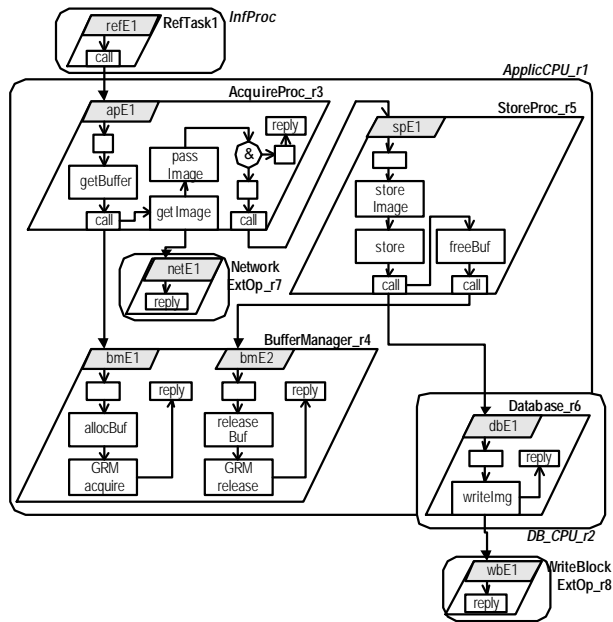 InfProc
refE1
RefTask1
call
ApplicCPU_r1
AcquireProc_r3
apE1
reply
StoreProc_r5
spE1
&
pass
Image
getBuffer
store
Image
getImage
call
call
store
freeBuf
call
call
netE1
Network
ExtOp_r7
reply
BufferManager_r4
bmE1
bmE2
reply
reply
allocBuf
release
Buf
GRM
acquire
GRM
release
Database_r6
dbE1
reply
writeImg
DB_CPU_r2
wbE1
WriteBlock
ExtOp_r8
reply